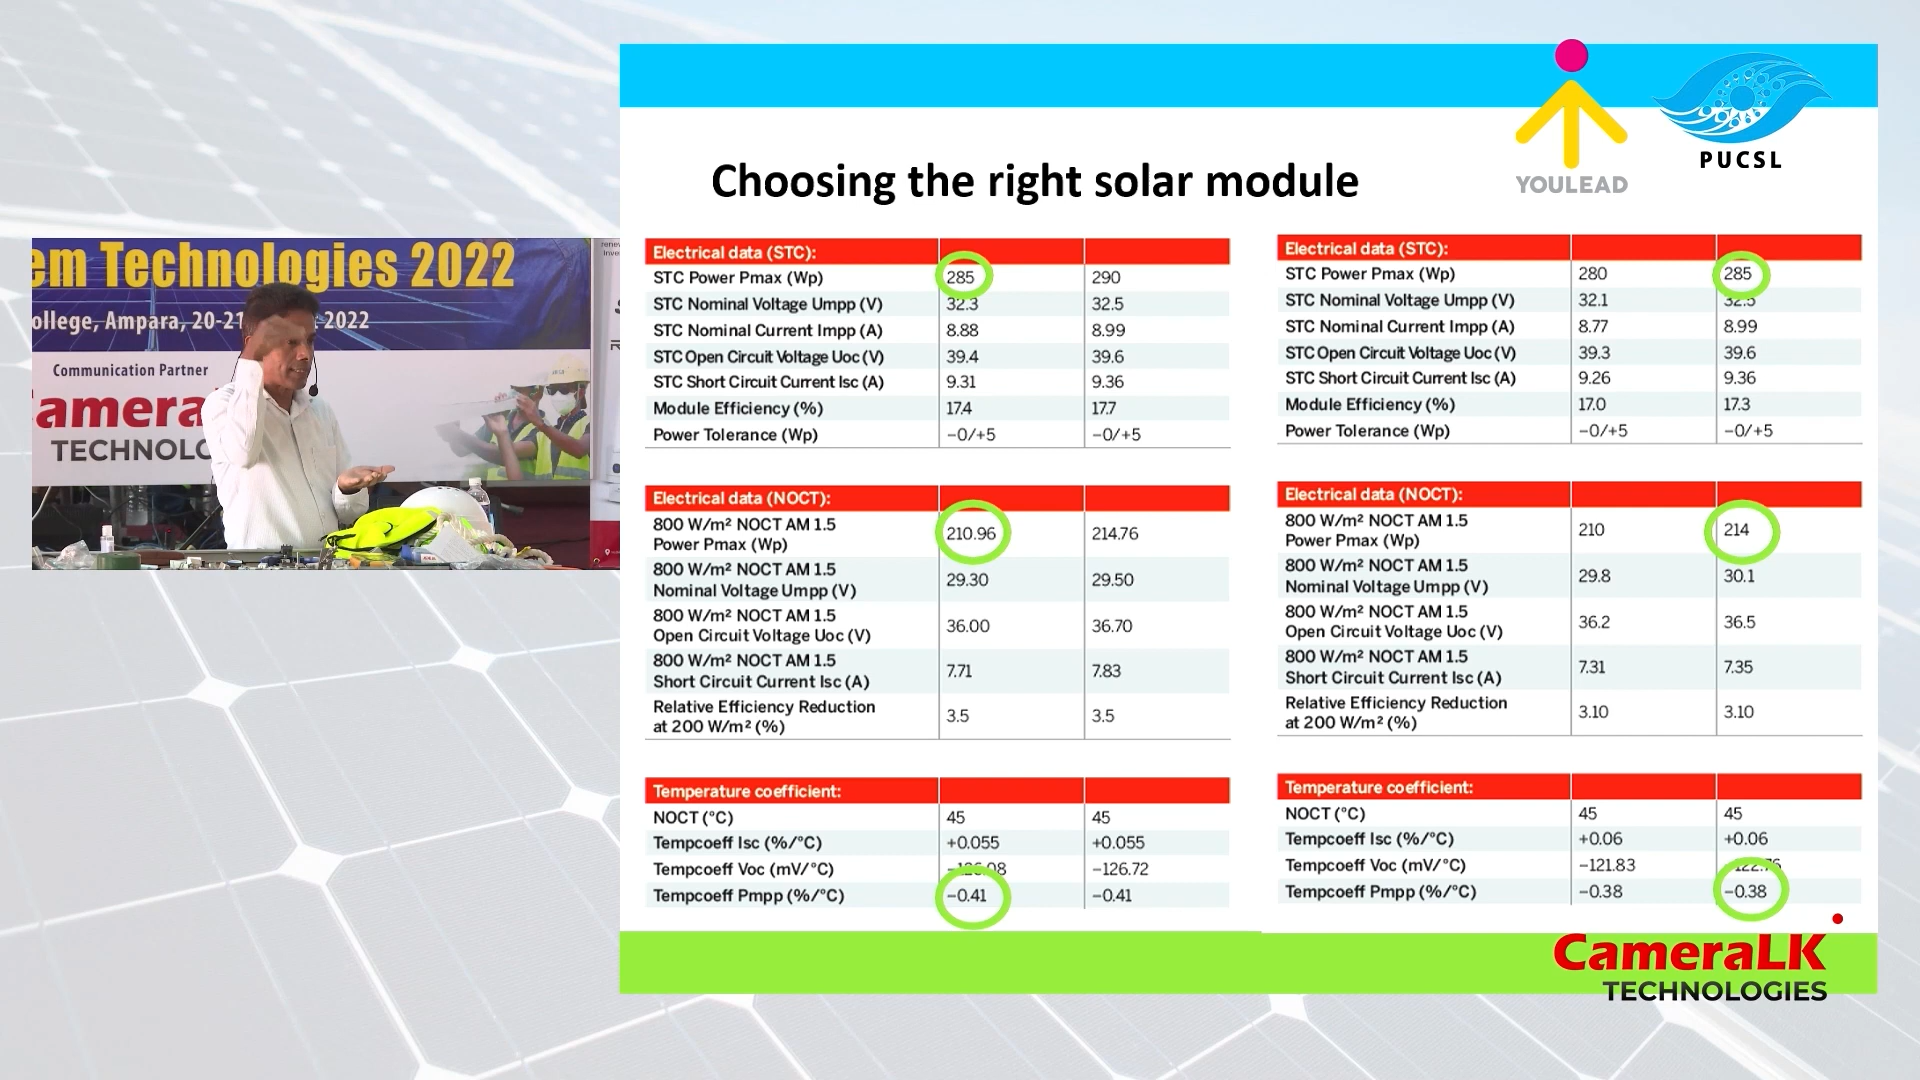 YOULEAD
PUCSL
Choosing the right solar module
em Technologies 2022
ollege, Ampara, 20-21 2022
Communication Partner
amera
TECHNOLO
Electrical data (STC):
STC Power Pmax (Wp) 285 290
STC Nominal Voltage Umpp (V) 32.3 32.5
STC Nominal Current Impp (A) 8.88 8.99
STC Open Circuit Voltage Uoc (V) 39.4 39.6
STC Short Circuit Current Isc (A) 9.31 9.36
Module Efficiency (%) 17.4 17.7
Power Tolerance (Wp) −0/+5 −0/+5
Electrical data (NOCT):
800 W/m² NOCT AM 1.5
Power Pmax (Wp) 210.96 214.76
800 W/m² NOCT AM 1.5
Nominal Voltage Umpp (V) 29.30 29.50
800 W/m² NOCT AM 1.5
Open Circuit Voltage Uoc (V) 36.00 36.70
800 W/m² NOCT AM 1.5
Short Circuit Current Isc (A) 7.71 7.83
Relative Efficiency Reduction
at 200 W/m² (%) 3.5 3.5
Temperature coefficient:
NOCT (°C) 45 45
Tempcoeff Isc (%/°C) +0.055 +0.055
Tempcoeff Voc (mV/°C) −126.72
Tempcoeff Pmpp (%/°C) −0.41 −0.41
Electrical data (STC):
STC Power Pmax (Wp) 280 285
STC Nominal Voltage Umpp (V) 32.1
STC Nominal Current Impp (A) 8.77 8.99
STC Open Circuit Voltage Uoc (V) 39.3 39.6
STC Short Circuit Current Isc (A) 9.26 9.36
Module Efficiency (%) 17.0 17.3
Power Tolerance (Wp) −0/+5 −0/+5
Electrical data (NOCT):
800 W/m² NOCT AM 1.5
Power Pmax (Wp) 210 214
800 W/m² NOCT AM 1.5
Nominal Voltage Umpp (V) 29.8 30.1
800 W/m² NOCT AM 1.5
Open Circuit Voltage Uoc (V) 36.2 36.5
800 W/m² NOCT AM 1.5
Short Circuit Current Isc (A) 7.31 7.35
Relative Efficiency Reduction
at 200 W/m² (%) 3.10 3.10
Temperature coefficient:
NOCT (°C) 45 45
Tempcoeff Isc (%/°C) +0.06 +0.06
Tempcoeff Voc (mV/°C) −121.83
Tempcoeff Pmpp (%/°C) −0.38 −0.38
CameraLK
TECHNOLOGIES